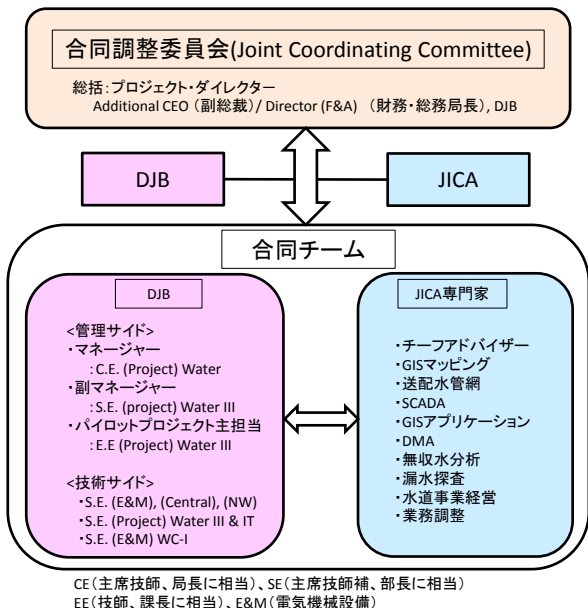 合同調整委員会(Joint Coordinating Committee)
総括：プロジェクト・ダイレクター
Additional CEO（副総裁）/ Director (F&A) （財務・総務局長）, DJB
DJB
JICA
合同チーム
DJB
<管理サイド>
・マネージャー
：C.E. (Project) Water
・副マネージャー
：S.E. (project) Water III
・パイロットプロジェクト主担当
：E.E (Project) Water III
<技術サイド>
・S.E. (E&M), (Central), (NW)
・S.E. (Project) Water III & IT
・S.E. (E&M) WC-I
JICA専門家
・チーフアドバイザー
・GISマッピング
・送配水管網
・SCADA
・GISアプリケーション
・DMA
・無収水分析
・漏水探査
・水道事業経営
・業務調整
CE（主席技師、局長に相当）、SE（主席技師補、部長に相当）
EE（技師、課長に相当）、E&M（電気機械設備）